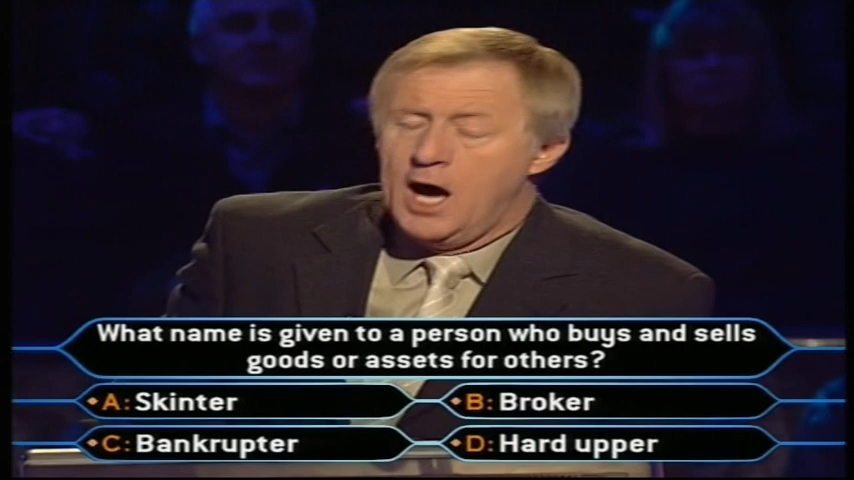 What name is given to a person who buys and sells
goods or assets for others?
A: Skinter
B: Broker
C: Bankrupter
D: Hard upper